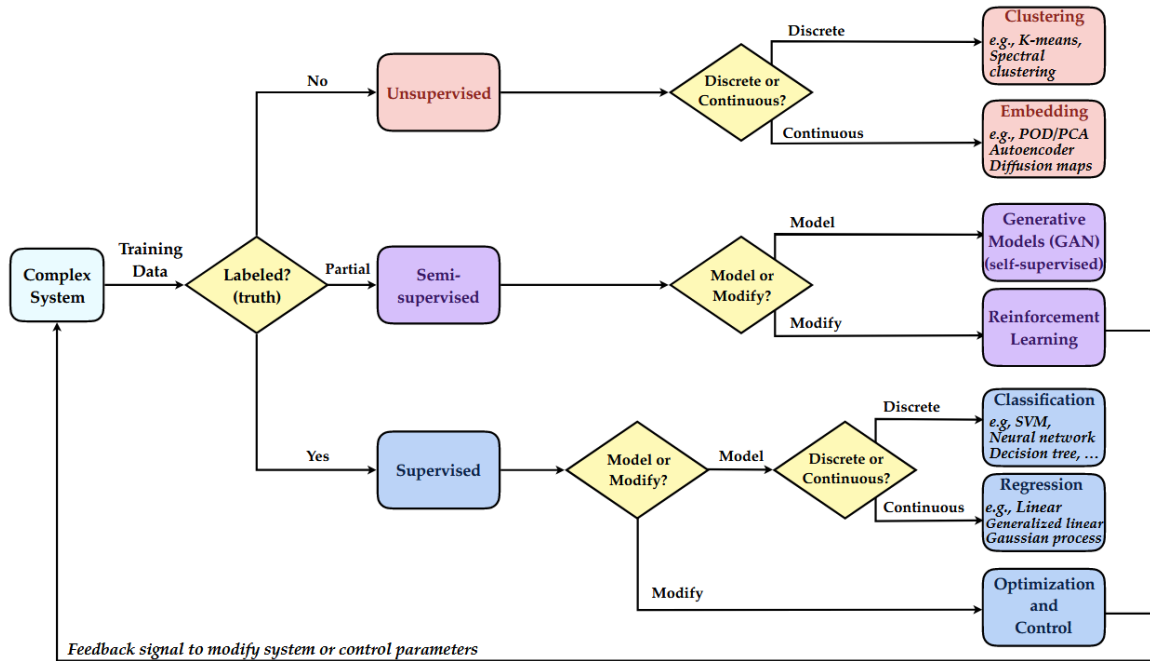 Clustering
e.g., K-means,
Spectral
clustering
Discrete
No
Unsupervised
Discrete or
Continuous?
Continuous
Embedding
e.g., POD/PCA
Autoencoder
Diffusion maps
Generative
Models (GAN)
(self-supervised)
Model
Training
Data
Complex
System
Labeled?
(truth)
Partial
Semi-
supervised
Model or
Modify?
Modify
Reinforcement
Learning
Classification
e.g, SVM,
Neural network
Decision tree, ...
Discrete
Yes
Supervised
Model or
Modify?
Model
Discrete or
Continuous?
Continuous
Regression
e.g., Linear
Generalized linear
Gaussian process
Modify
Optimization
and
Control
Feedback signal to modify system or control parameters